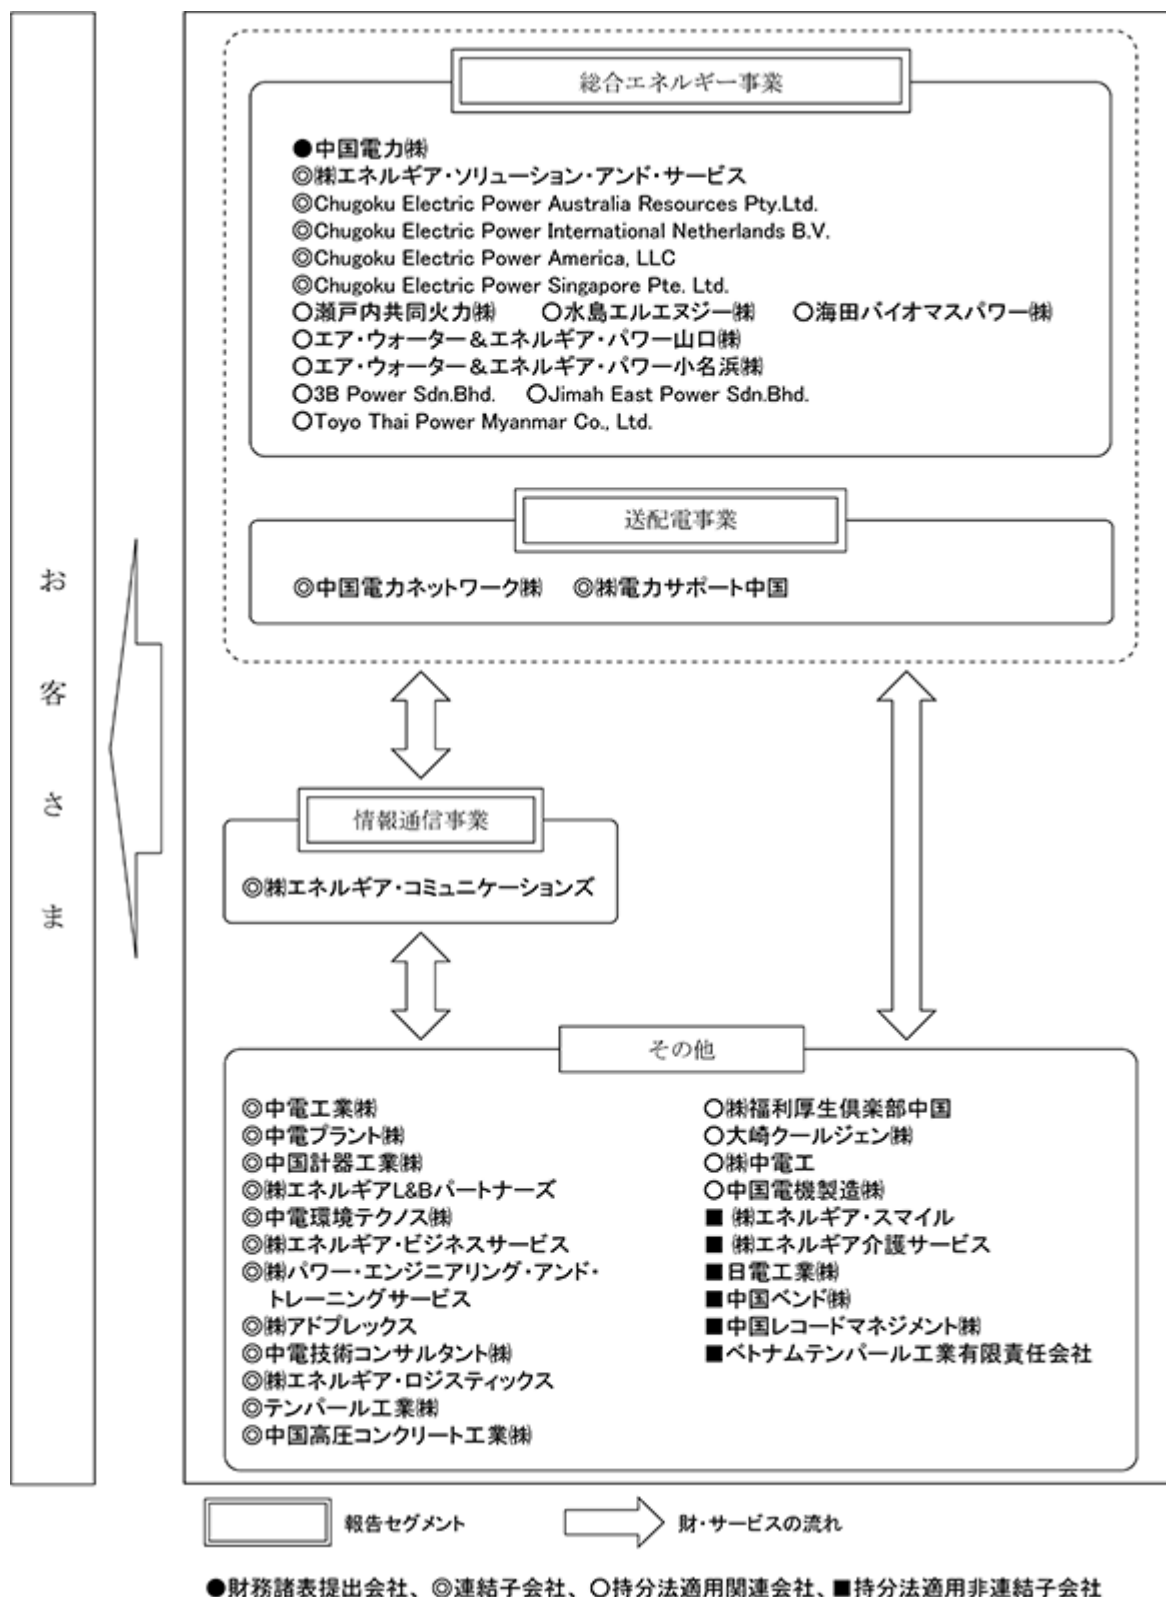 お客さま
総合エネルギー事業
●中国電力㈱
◎㈱エネルギア・ソリューション・アンド・サービス
◎Chugoku Electric Power Australia Resources Pty.Ltd.
◎Chugoku Electric Power International Netherlands B.V.
◎Chugoku Electric Power America, LLC
◎Chugoku Electric Power Singapore Pte. Ltd.
○瀬戸内共同火力㈱ ○水島エルエヌジー㈱ ○海田バイオマスパワー㈱
○エア・ウォーター＆エネルギア・パワー山口㈱
○エア・ウォーター＆エネルギア・パワー小名浜㈱
○3B Power Sdn.Bhd. ○Jimah East Power Sdn.Bhd.
○Toyo Thai Power Myanmar Co., Ltd.
送配電事業
◎中国電力ネットワーク㈱ ◎㈱電力サポート中国
情報通信事業
◎㈱エネルギア・コミュニケーションズ
その他
◎中電工業㈱
◎中電プラント㈱
◎中国計器工業㈱
◎㈱エネルギアL&Bパートナーズ
◎中電環境テクノス㈱
◎㈱エネルギア・ビジネスサービス
◎㈱パワー・エンジニアリング・アンド・
トレーニングサービス
◎㈱アドプレックス
◎中電技術コンサルタント㈱
◎㈱エネルギア・ロジスティックス
◎テンパール工業㈱
◎中国高圧コンクリート工業㈱
○㈱福利厚生倶楽部中国
○大崎クールジェン㈱
○㈱中電工
○中国電機製造㈱
■ ㈱エネルギア・スマイル
■ ㈱エネルギア介護サービス
■日電工業㈱
■中国ベンド㈱
■中国レコードマネジメント㈱
■ベトナムテンパール工業有限責任会社
報告セグメント
財・サービスの流れ
●財務諸表提出会社、◎連結子会社、○持分法適用関連会社、■持分法適用非連結子会社